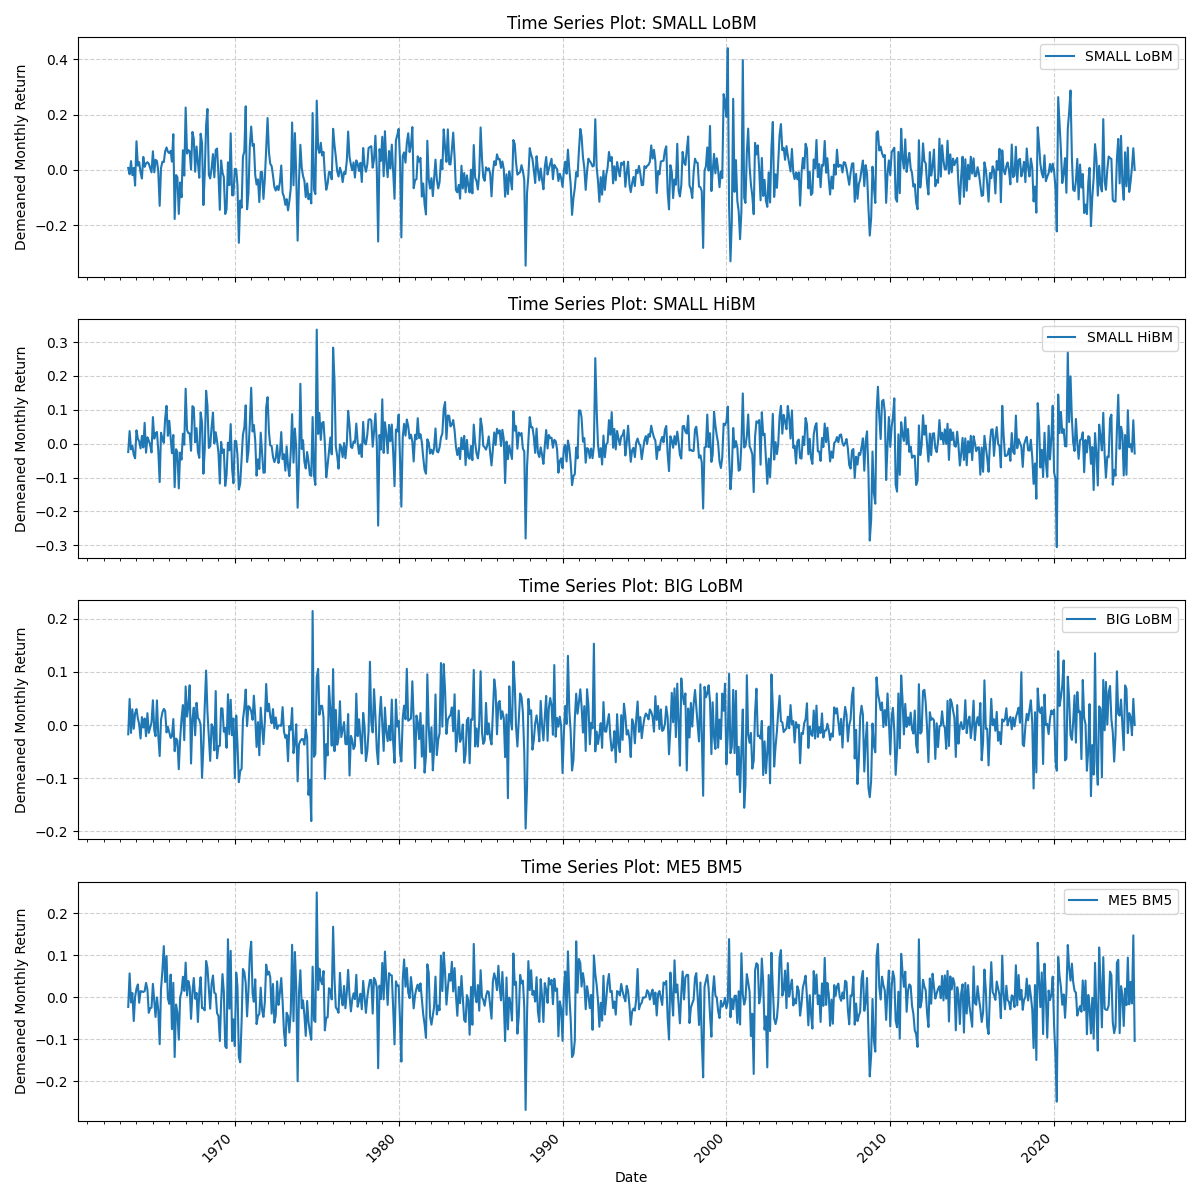 Time Series Plot: SMALL LoBM
Demeaned Monthly Return
0.4
0.2
0.0
−0.2
SMALL LoBM
Time Series Plot: SMALL HiBM
Demeaned Monthly Return
0.3
0.2
0.1
0.0
−0.1
−0.2
−0.3
SMALL HiBM
Time Series Plot: BIG LoBM
Demeaned Monthly Return
0.2
0.1
0.0
−0.1
−0.2
BIG LoBM
Time Series Plot: ME5 BM5
Demeaned Monthly Return
0.2
0.1
0.0
−0.1
−0.2
ME5 BM5
1970
1980
1990
2000
2010
2020
Date